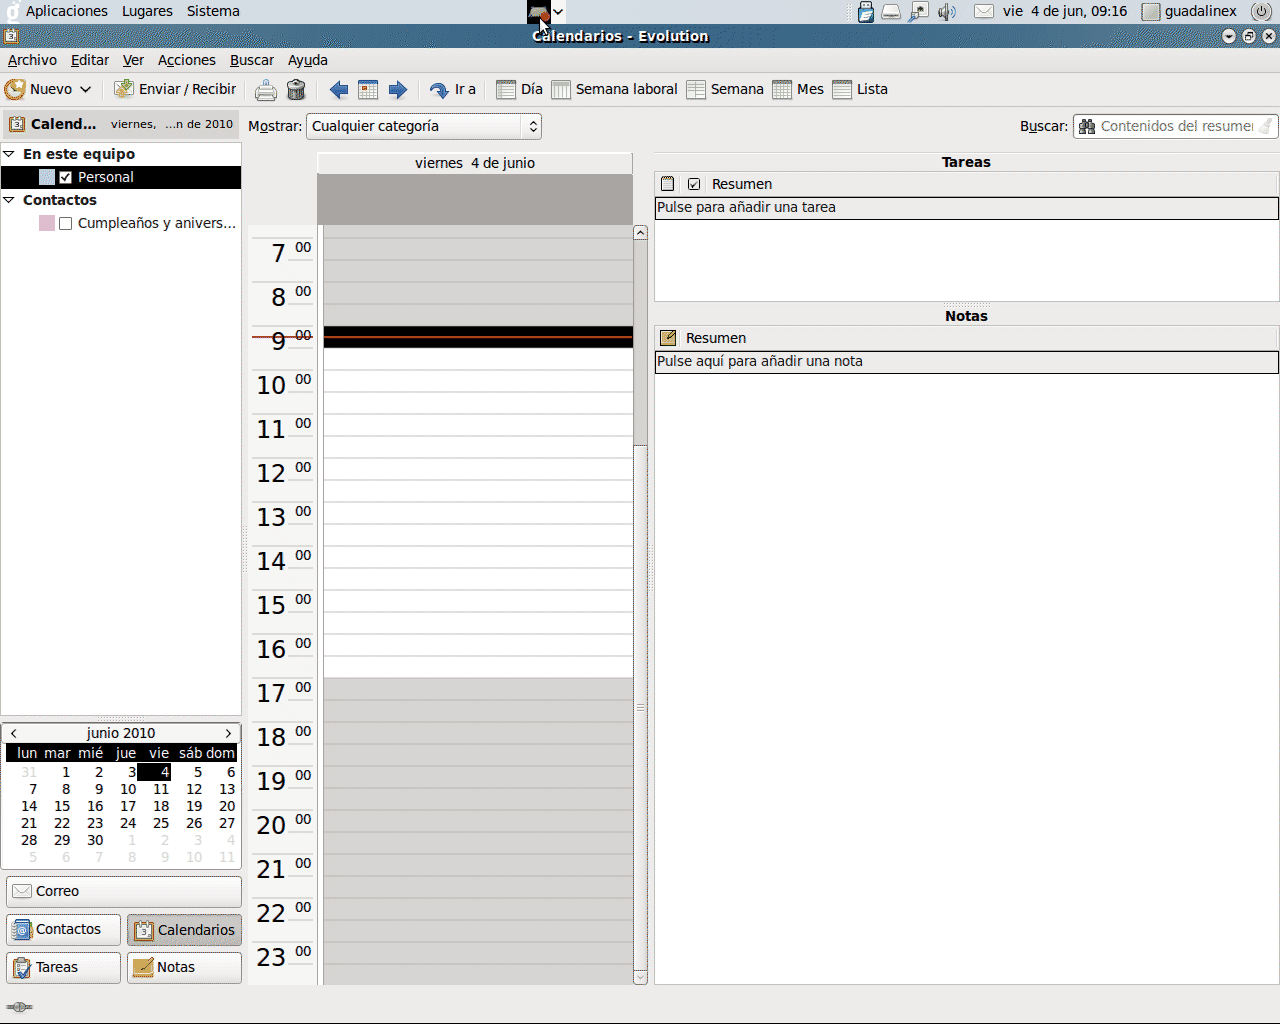 Aplicaciones Lugares Sistema vie 4 de jun, 09:16 guadalinex
Calendarios - Evolution
Archivo Editar Ver Acciones Buscar Ayuda
Nuevo Enviar / Recibir Ir a Día Semana laboral Semana Mes Lista
Calend... viernes, ...n de 2010 Mostrar: Cualquier categoría Buscar: Contenidos del resumen
En este equipo
Personal
Contactos
Cumpleaños y anivers...
junio 2010
lun mar mié jue vie sáb dom
31 1 2 3 4 5 6
7 8 9 10 11 12 13
14 15 16 17 18 19 20
21 22 23 24 25 26 27
28 29 30 1 2 3 4
5 6 7 8 9 10 11
Correo
Contactos Calendarios
Tareas Notas
viernes 4 de junio
7 00
8 00
9 00
10 00
11 00
12 00
13 00
14 00
15 00
16 00
17 00
18 00
19 00
20 00
21 00
22 00
23 00
Tareas
Resumen
Pulse para añadir una tarea
Notas
Resumen
Pulse aquí para añadir una nota